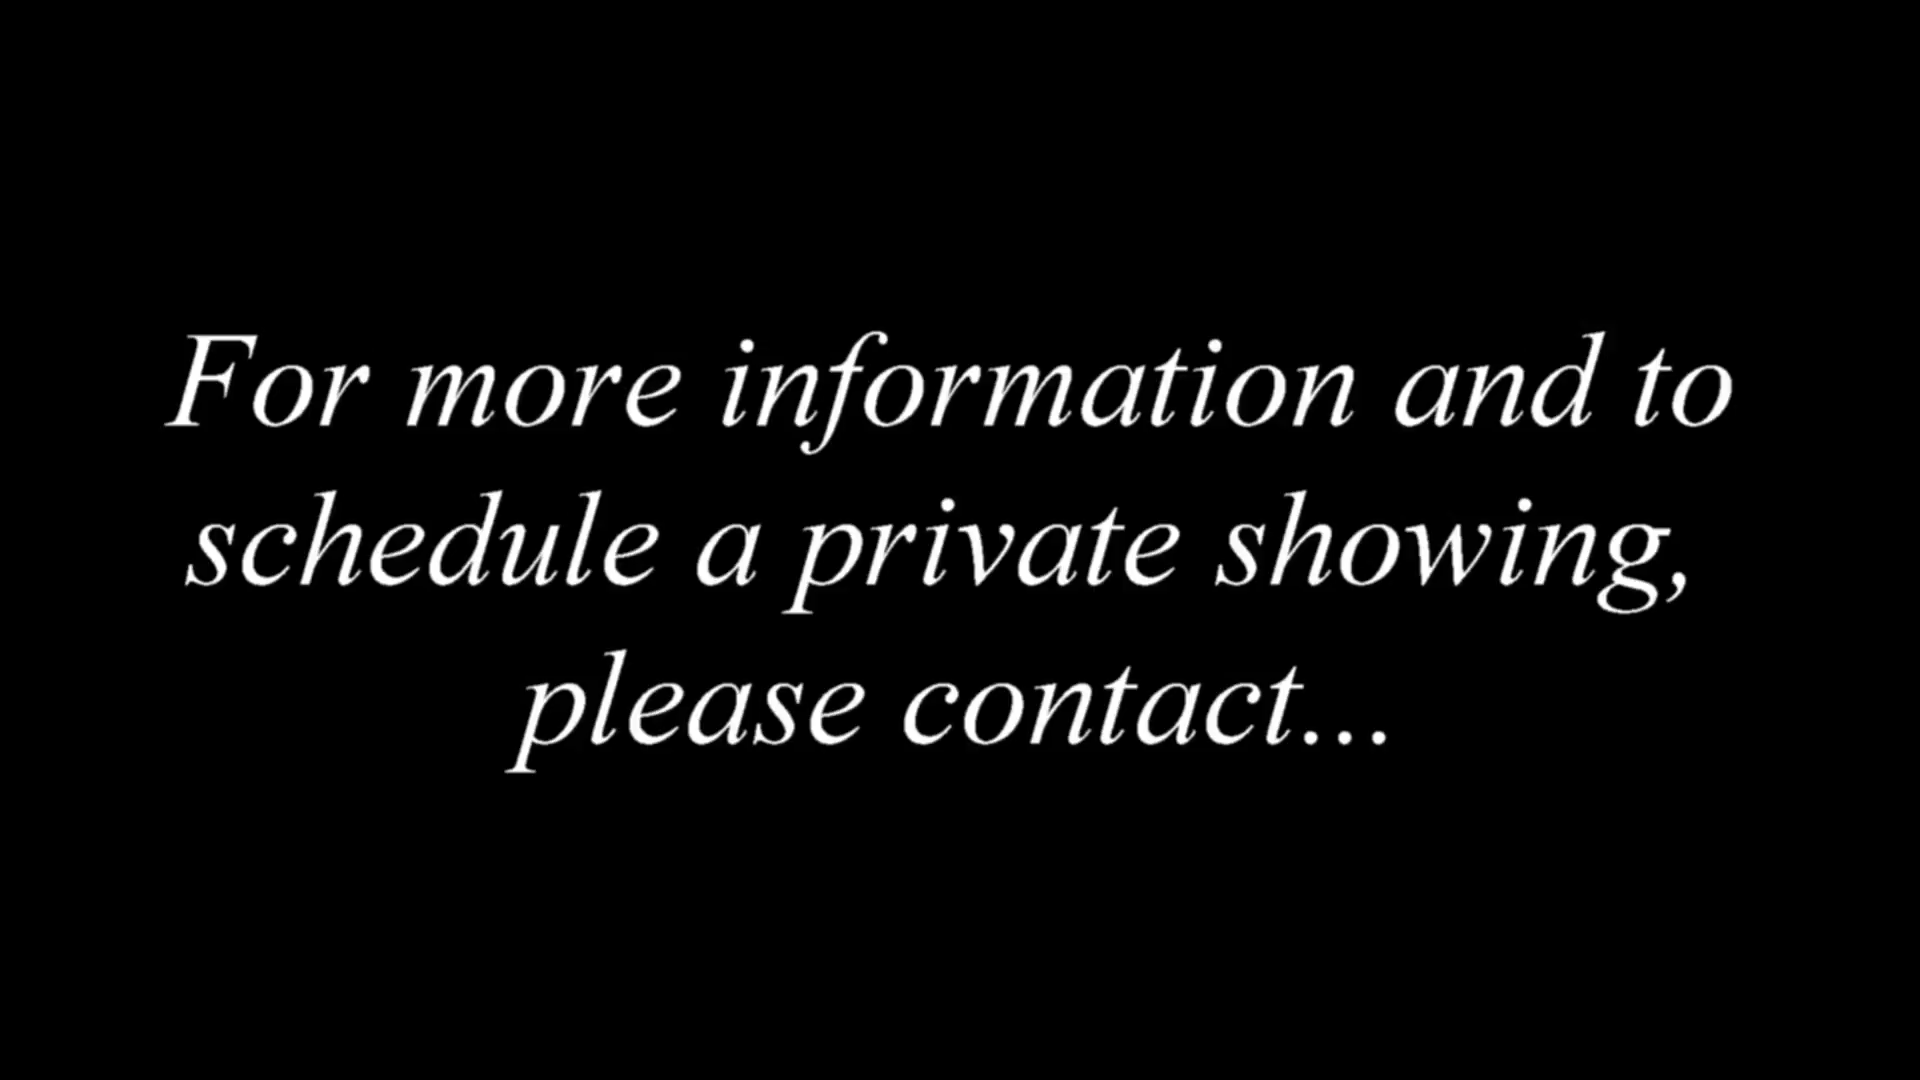 For more information and to
schedule a private showing,
please contact...